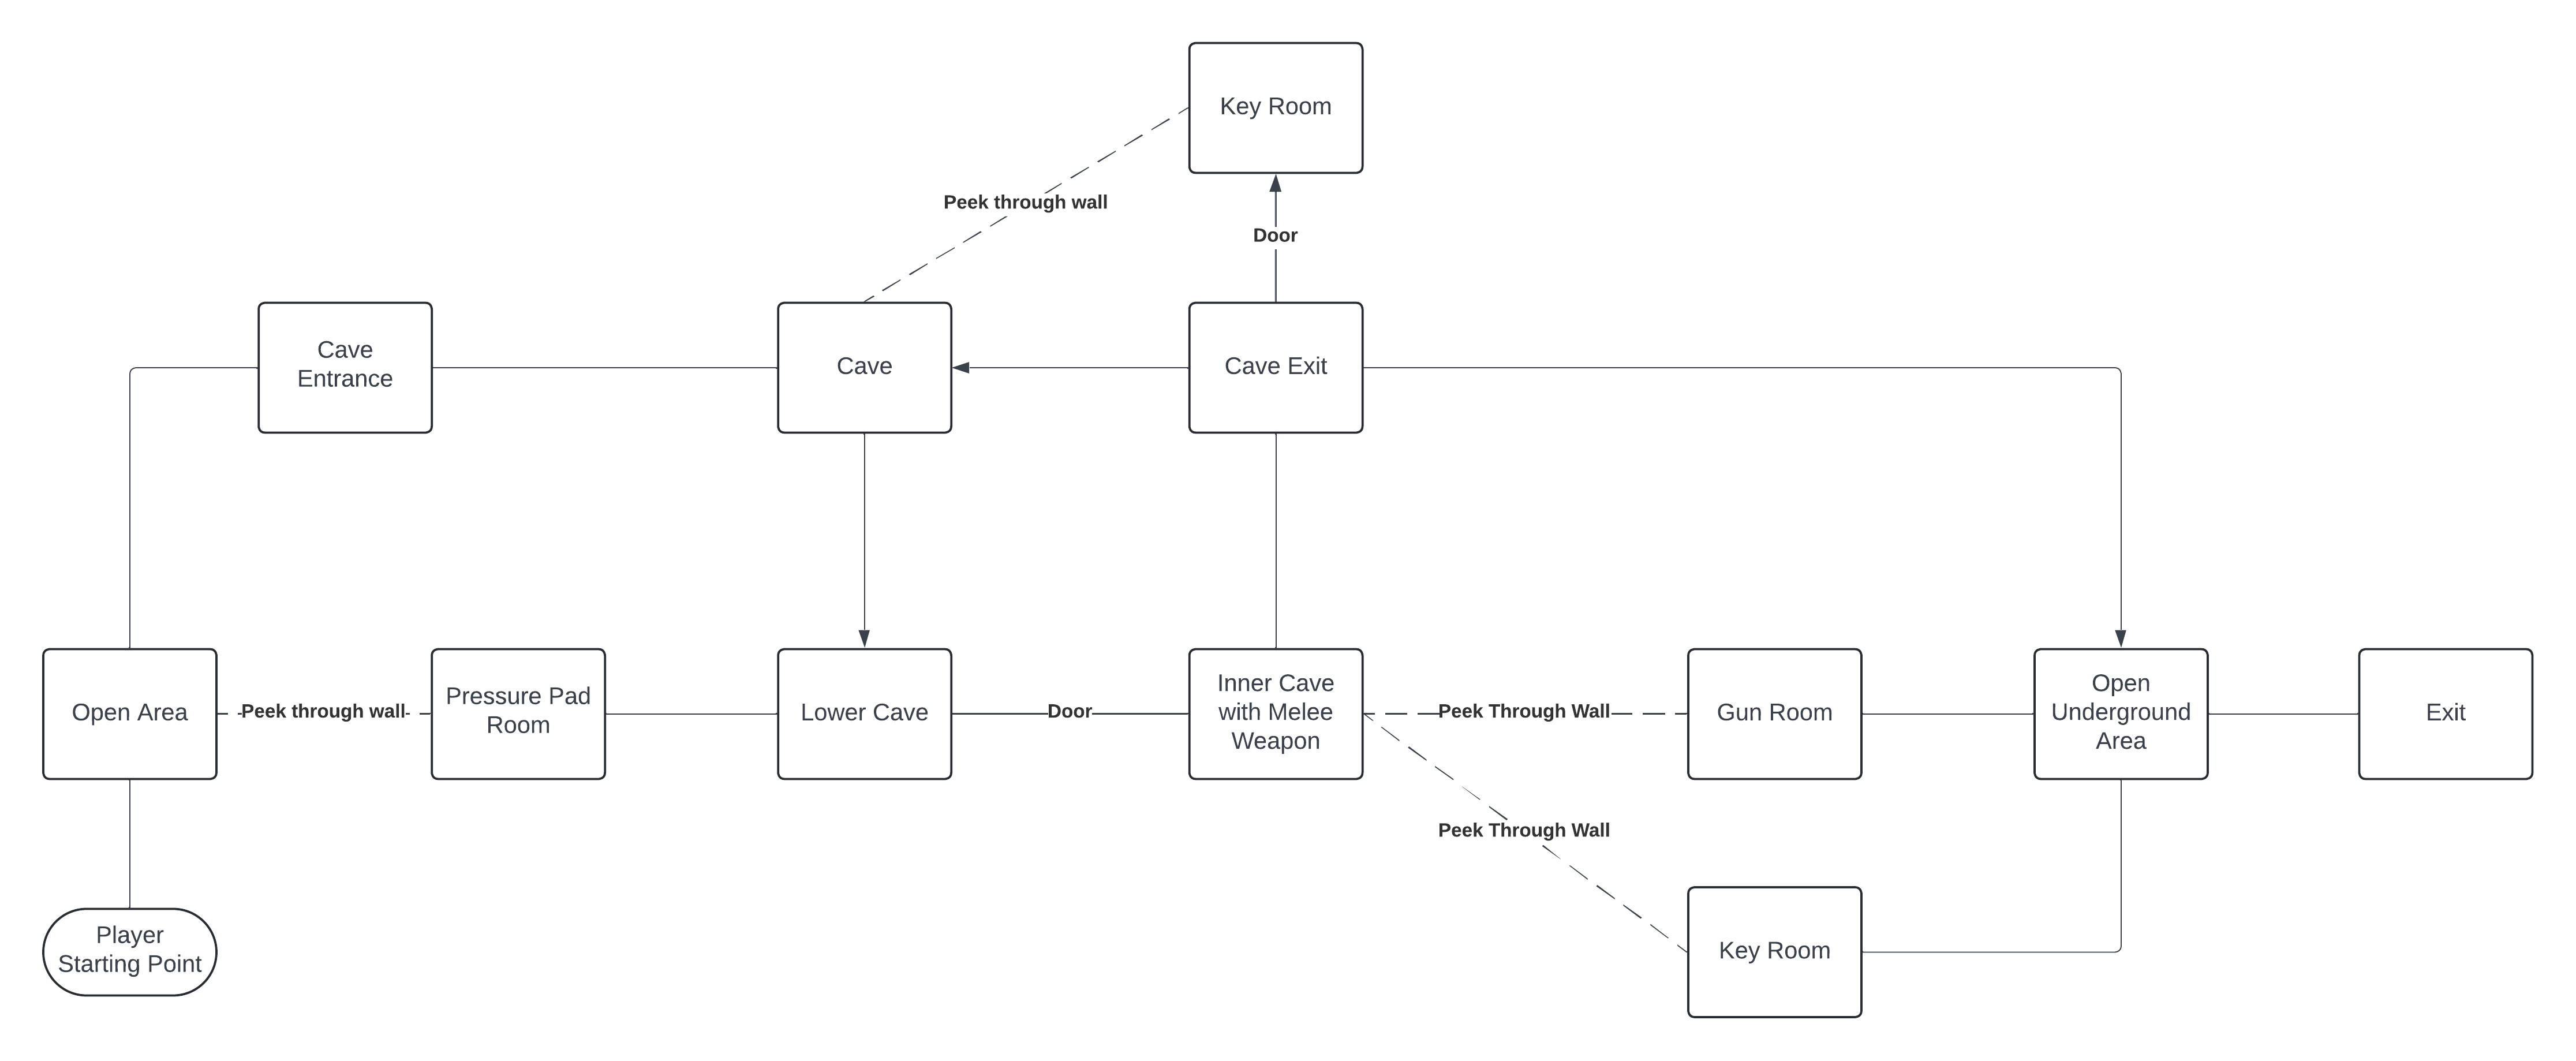 Key Room
Peek through wall
Door
Cave
Entrance
Cave
Cave Exit
Open Area
Peek through wall
Pressure Pad
Room
Lower Cave
Door
Inner Cave
with Melee
Weapon
Peek Through Wall
Gun Room
Open
Underground
Area
Exit
Peek Through Wall
Player
Starting Point
Key Room